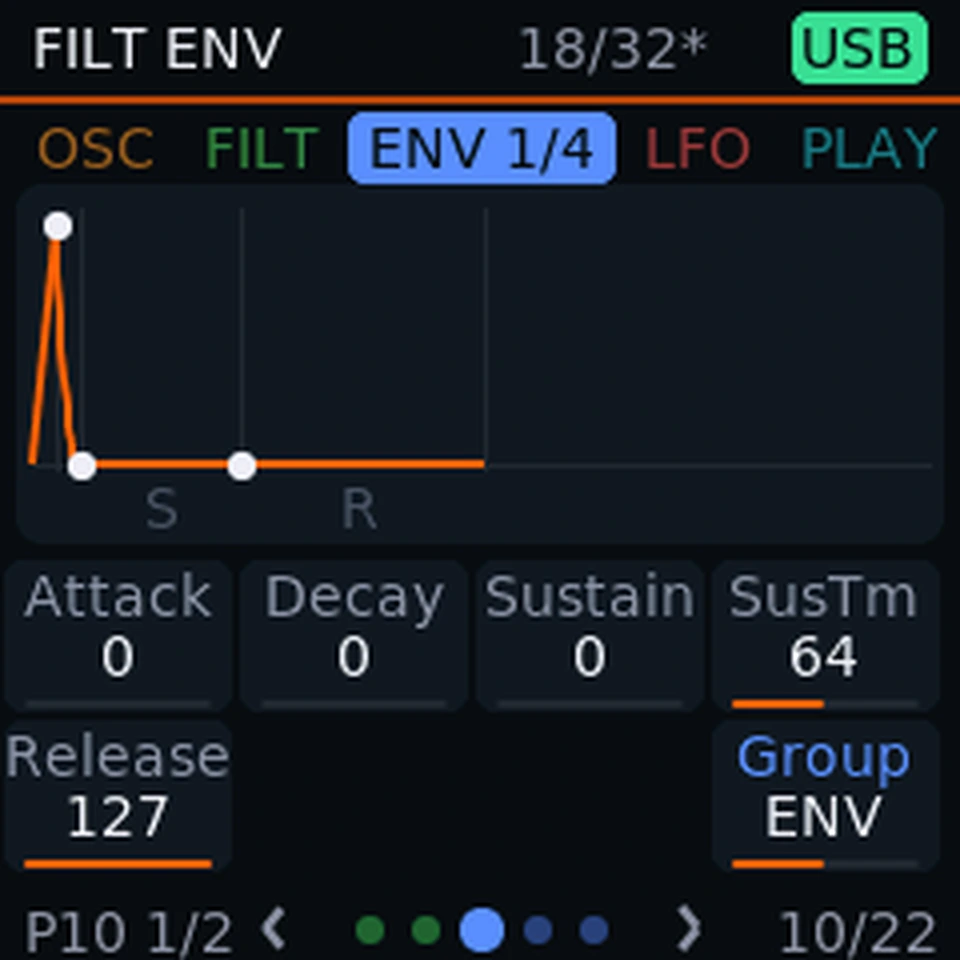 FILT ENV 18/32* USB
OSC FILT ENV 1/4 LFO PLAY
S R
Attack Decay Sustain SusTm
0 0 0 64
Release Group
127 ENV
P10 1/2 ‹ › 10/22